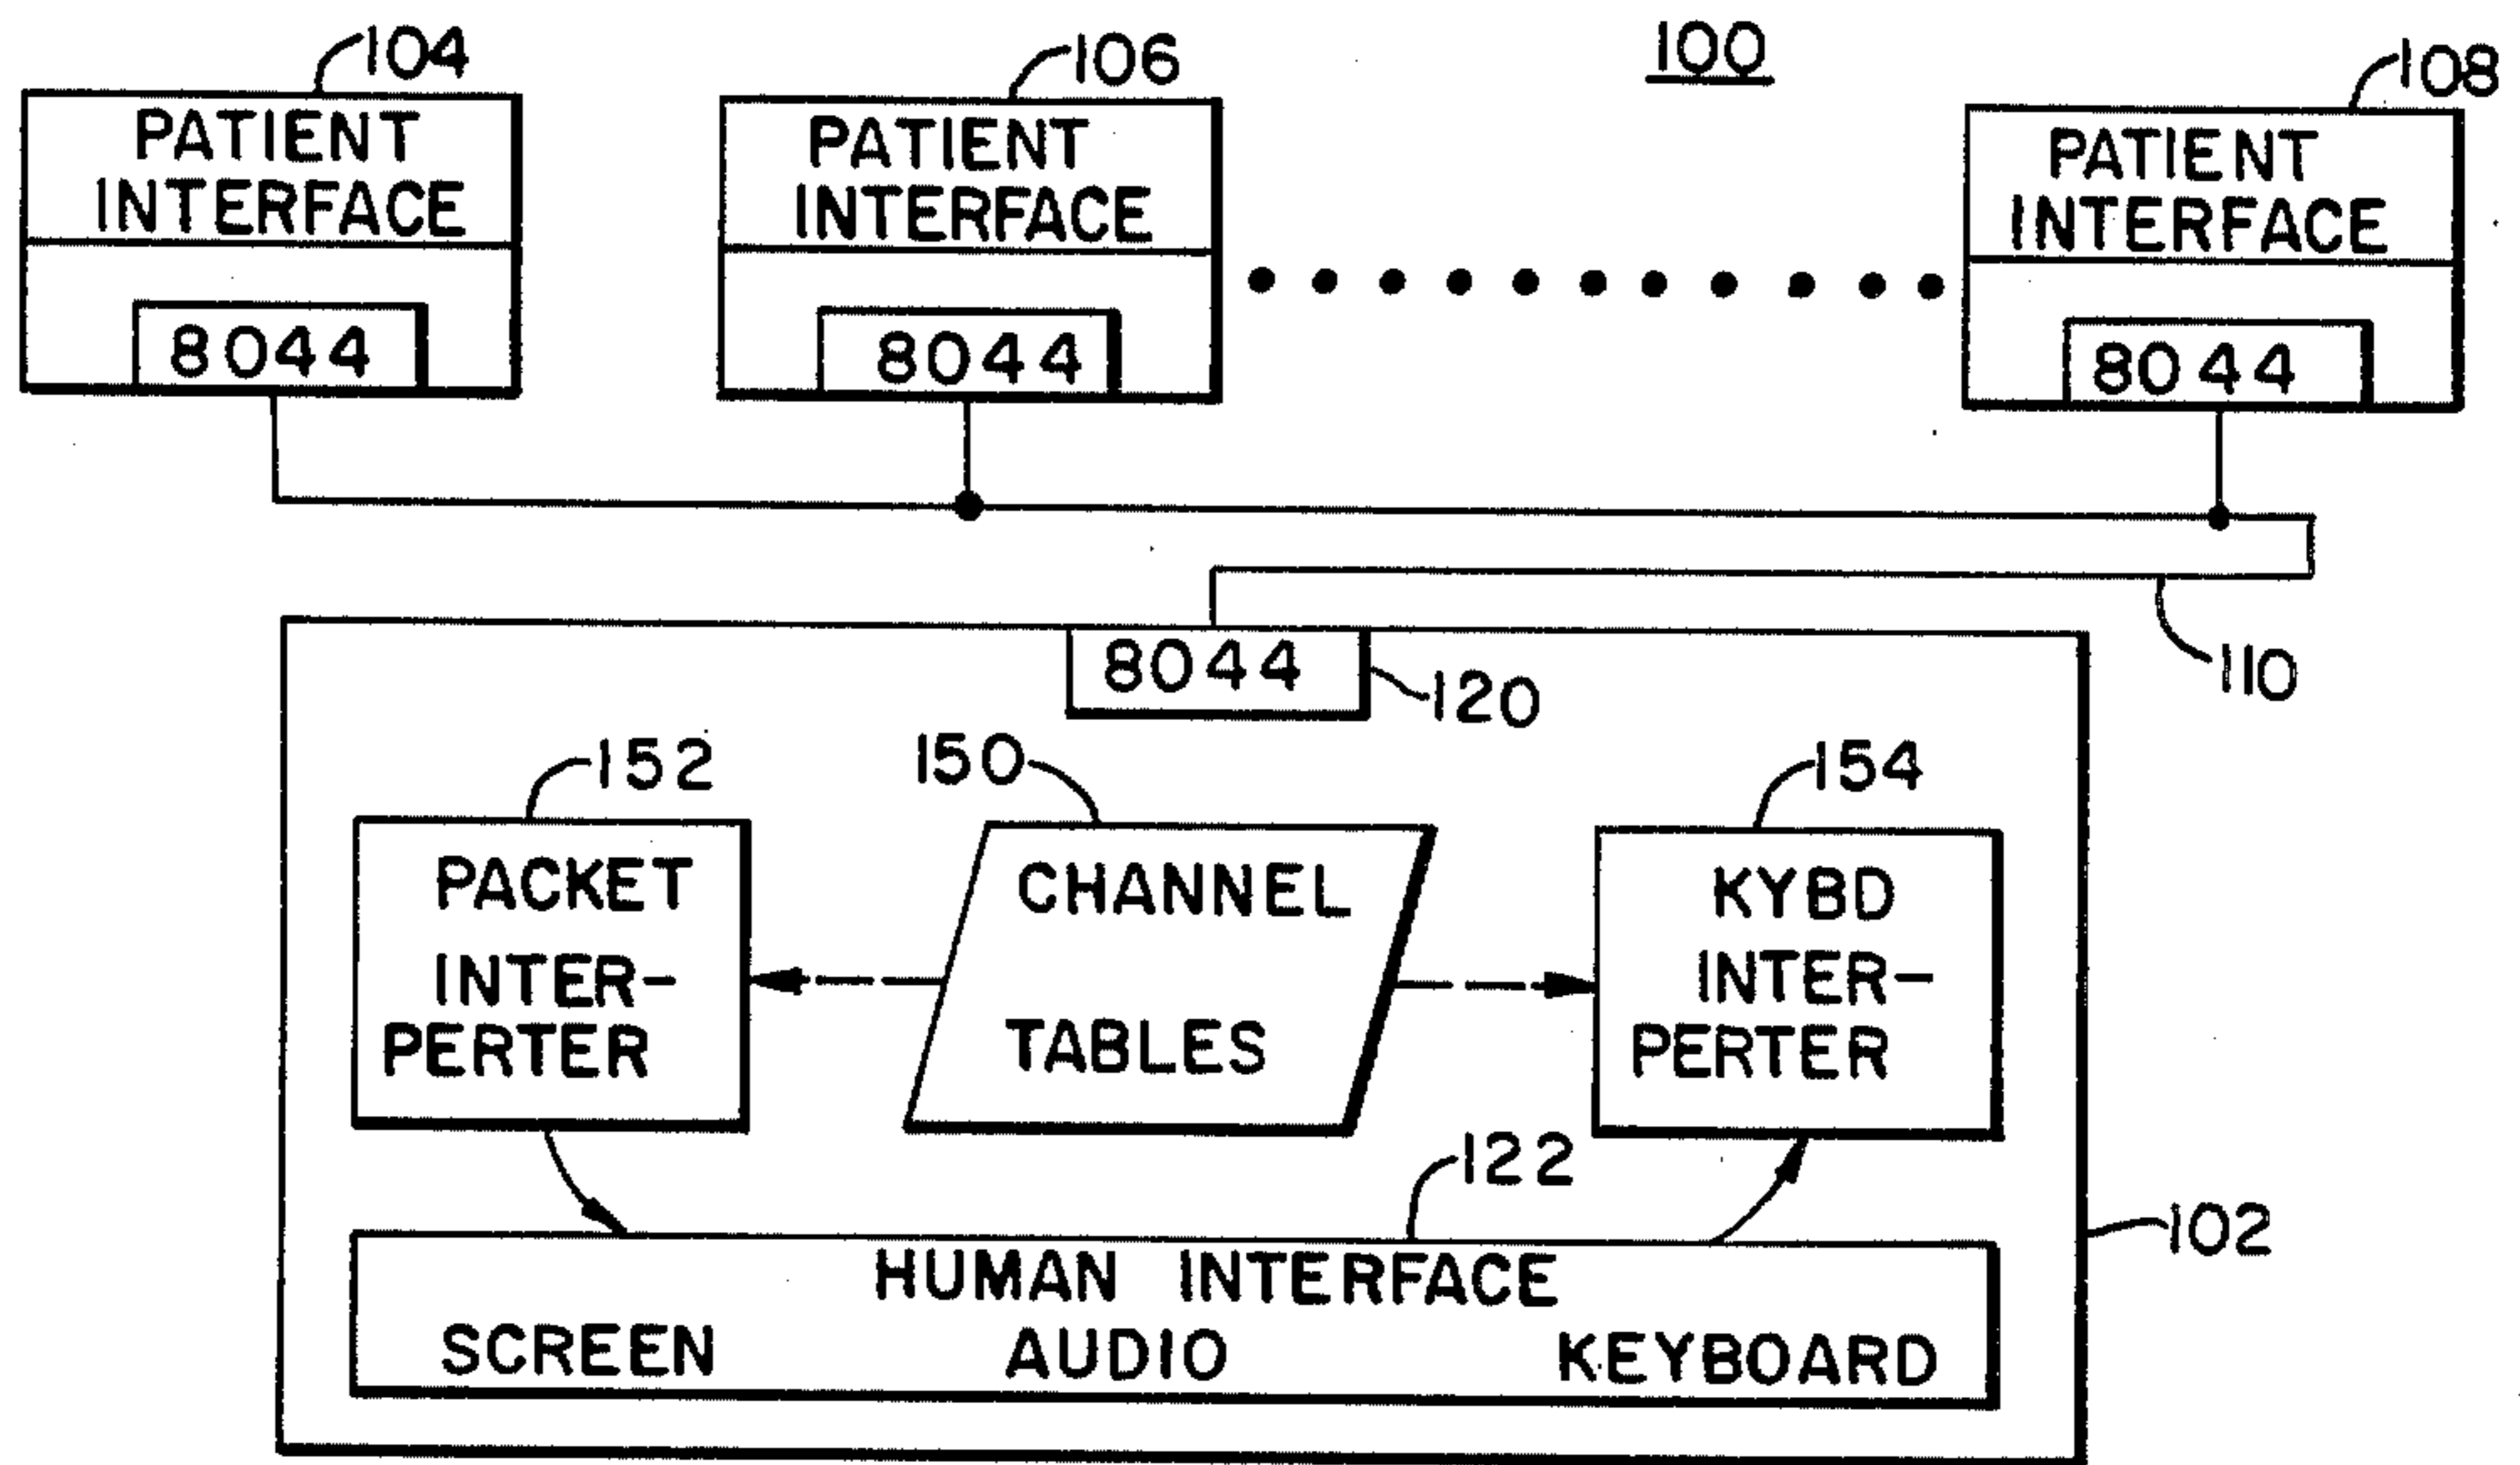 104
106
100
108
PATIENT
INTERFACE
8044
PATIENT
INTERFACE
8044
PATIENT
INTERFACE
8044
110
8044
120
152
150
154
PACKET
INTER-
PERTER
CHANNEL
TABLES
KYBD
INTER-
PERTER
122
102
HUMAN INTERFACE
SCREEN AUDIO KEYBOARD